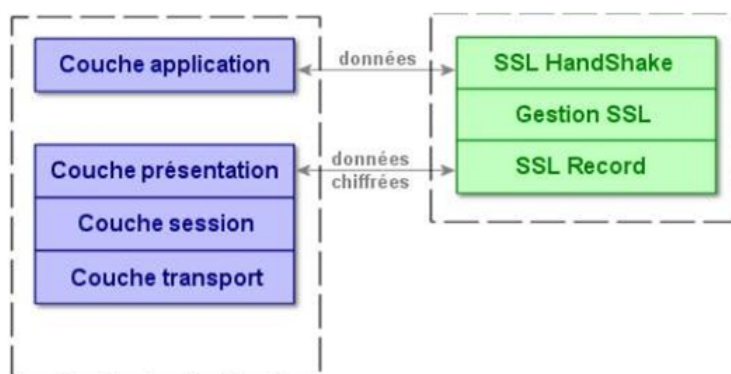 Couche application
données
SSL HandShake
Gestion SSL
Couche présentation
données
chiffrées
SSL Record
Couche session
Couche transport